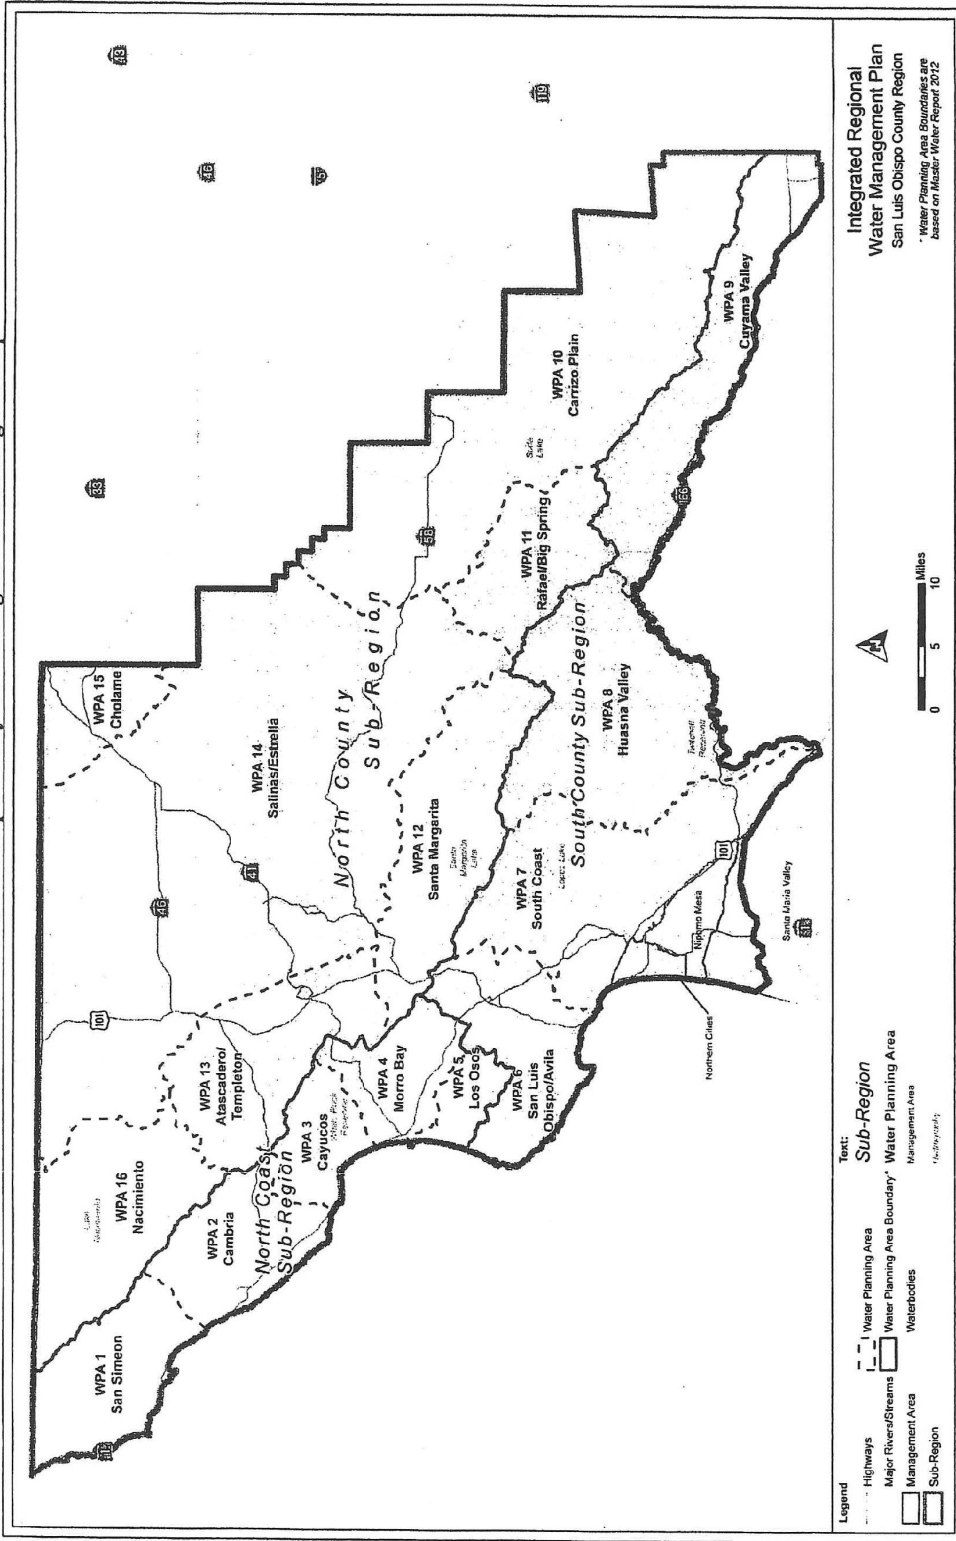 WPA 1
San Simeon
WPA 16
Nacimiento
WPA 2
Cambria
North Coast
Sub-Region
WPA 3
Cayucos
WPA 13
Atascadero/
Templeton
WPA 4
Morro Bay
WPA 5
Los Osos
WPA 6
San Luis
Obispo/Avila
WPA 15
Cholame
WPA 14
Salinas/Estrella
North County
Sub-Region
WPA 12
Santa Margarita
Santa
Margarita
Lake
WPA 7
South Coast
Lopez Lake
South County Sub-Region
WPA 8
Huasna Valley
WPA 11
Rafael/Big Spring
WPA 10
Carrizo Plain
Soda
Lake
WPA 9
Cuyama Valley
Nipomo Mesa
Northern Cities
Santa Maria Valley
101
46
41
58
33
43
119
101
166
0 5 10
Miles
Legend
Highways
Major Rivers/Streams
Management Area
Sub-Region
Water Planning Area
Water Planning Area Boundary*
Waterbodies
Text:
Sub-Region
Water Planning Area
Management Area
Integrated Regional
Water Management Plan
San Luis Obispo County Region
* Water Planning Area Boundaries are
based on Master Water Report 2012